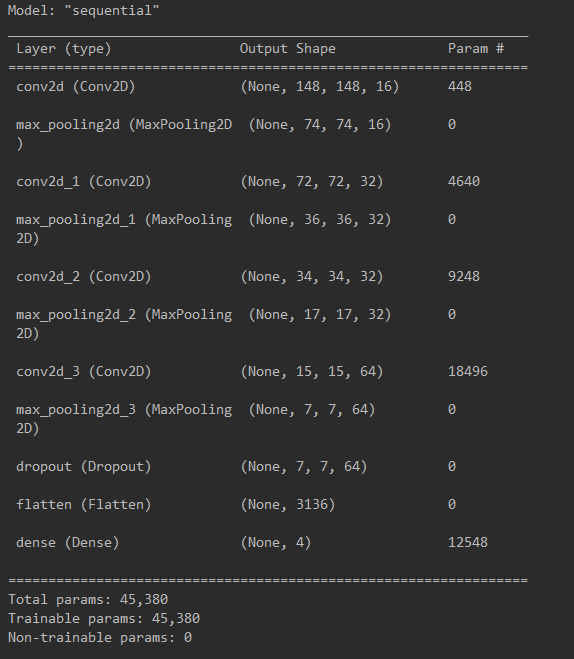 Model: "sequential"
_________________________________________________________________
Layer (type) Output Shape Param #
=================================================================
conv2d (Conv2D) (None, 148, 148, 16) 448
max_pooling2d (MaxPooling2D (None, 74, 74, 16) 0
)
conv2d_1 (Conv2D) (None, 72, 72, 32) 4640
max_pooling2d_1 (MaxPooling (None, 36, 36, 32) 0
2D)
conv2d_2 (Conv2D) (None, 34, 34, 32) 9248
max_pooling2d_2 (MaxPooling (None, 17, 17, 32) 0
2D)
conv2d_3 (Conv2D) (None, 15, 15, 64) 18496
max_pooling2d_3 (MaxPooling (None, 7, 7, 64) 0
2D)
dropout (Dropout) (None, 7, 7, 64) 0
flatten (Flatten) (None, 3136) 0
dense (Dense) (None, 4) 12548
=================================================================
Total params: 45,380
Trainable params: 45,380
Non-trainable params: 0